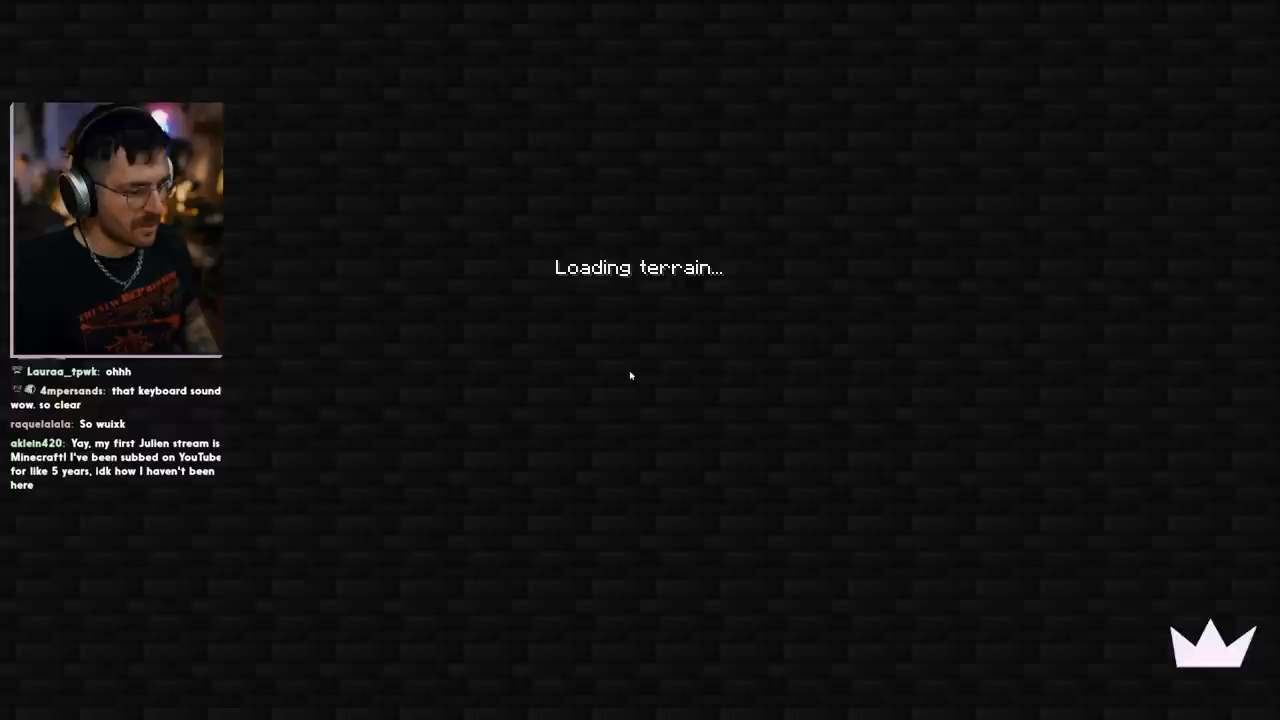 Loading terrain...
Lauraa_tpwk: ohhh
4mpersands: that keyboard sound
wow. so clear
raquelalala: So wuixk
aklein420: Yay, my first Julien stream is
Minecraft! I've been subbed on YouTube
for like 5 years, idk how I haven't been
here